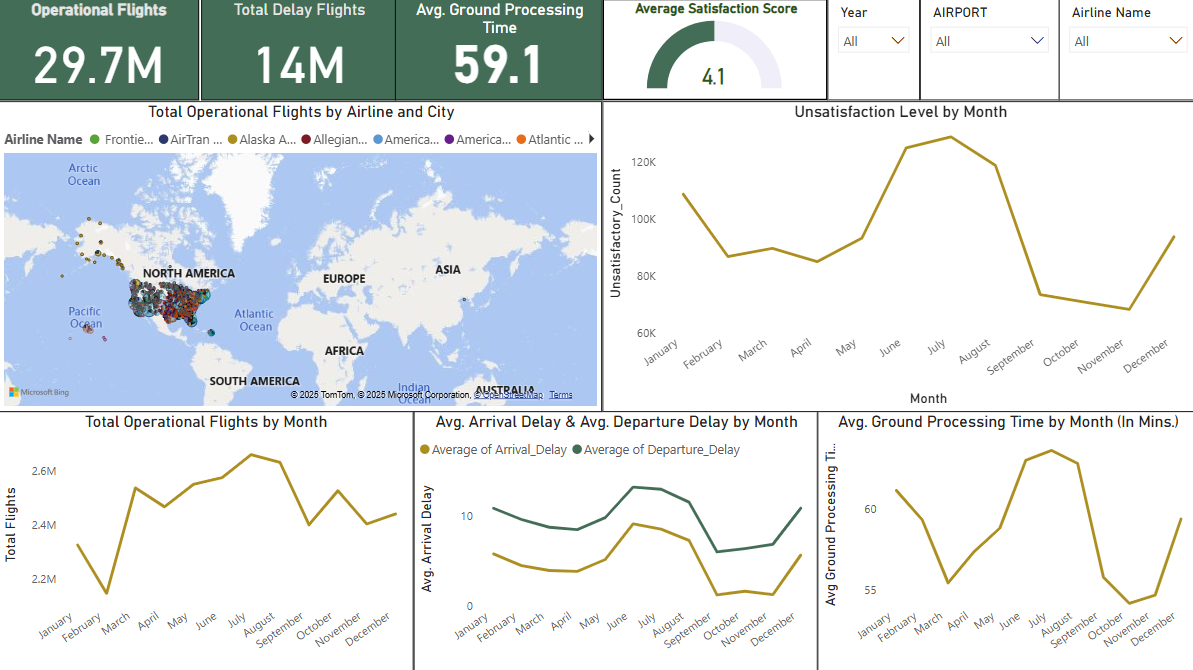 Operational Flights
29.7M
Total Delay Flights
14M
Avg. Ground Processing
Time
59.1
Average Satisfaction Score
4.1
Year
All
AIRPORT
All
Airline Name
All
Total Operational Flights by Airline and City
Airline Name Frontie... AirTran ... Alaska A... Allegian... America... America... Atlantic ...
Arctic
Ocean
NORTH AMERICA
EUROPE
ASIA
Pacific
Ocean
Atlantic
Ocean
AFRICA
SOUTH AMERICA
Indian
Ocean
AUSTRALIA
Microsoft Bing
© 2025 TomTom, © 2025 Microsoft Corporation, © OpenStreetMap Terms
Unsatisfaction Level by Month
Unsatisfactory_Count
120K
100K
80K
60K
January February March April May June July August September October November December
Month
Total Operational Flights by Month
Total Flights
2.6M
2.4M
2.2M
January February March April May June July August September October November December
Avg. Arrival Delay & Avg. Departure Delay by Month
Average of Arrival_Delay Average of Departure_Delay
Avg. Arrival Delay
10
0
January February March April May June July August September October November December
Avg. Ground Processing Time by Month (In Mins.)
Avg Ground Processing Ti...
60
55
January February March April May June July August September October November December